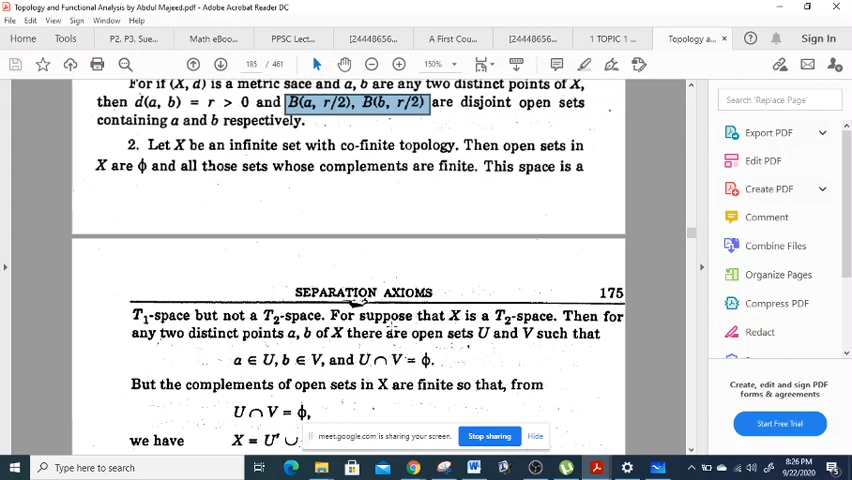 Topology and Functional Analysis by Abdul Majeed.pdf - Adobe Acrobat Reader DC
File Edit View Sign Window Help
Home Tools P2. P3. Sue... Math eBoo... PPSC Lectur... [24448656... A First Cour... [24448656... 1 TOPIC 1 ... Topology a... × Sign In
185 / 461 150%
For if (X, d) is a metric sace and a, b are any two distinct points of X,
then d(a, b) = r > 0 and B(a, r/2), B(b, r/2) are disjoint open sets
containing a and b respectively.
2. Let X be an infinite set with co-finite topology. Then open sets in
X are ϕ and all those sets whose complements are finite. This space is a
SEPARATION AXIOMS 175
T₁-space but not a T₂-space. For suppose that X is a T₂-space. Then for
any two distinct points a, b of X there are open sets U and V such that
a ∈ U, b ∈ V, and U ∩ V = ϕ.
But the complements of open sets in X are finite so that, from
U ∩ V = ϕ,
we have X = U' ∪
meet.google.com is sharing your screen. Stop sharing Hide
Search 'Replace Page'
Export PDF
Edit PDF
Create PDF
Comment
Combine Files
Organize Pages
Compress PDF
Redact
Create, edit and sign PDF
forms & agreements
Start Free Trial
Type here to search
8:26 PM
9/22/2020